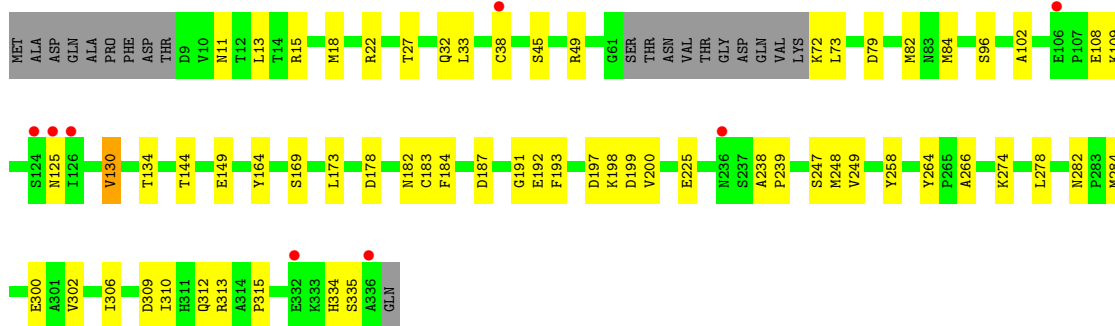 MET ALA ASP GLN ALA PRO PHE ASP THR D9 V10 N11 T12 L13 T14 R15 M18 R22 T27 Q32 L33 C38 S45 R49 G61 SER THR ASN VAL THR GLY ASP GLN VAL LYS K72 L73 D79 M82 N83 M84 S96 A102 E106 P107 E108 K109
S124 N125 I126 V130 T134 T144 E149 Y164 S169 L173 D178 N182 C183 F184 D187 G191 E192 F193 D197 K198 D199 V200 E225 N236 S237 A238 P239 S247 M248 V249 Y258 Y264 P265 A266 K274 L278 N282 P283 M284
E300 A301 V302 I306 D309 I310 H311 Q312 R313 A314 P315 E332 K333 H334 S335 A336 GLN